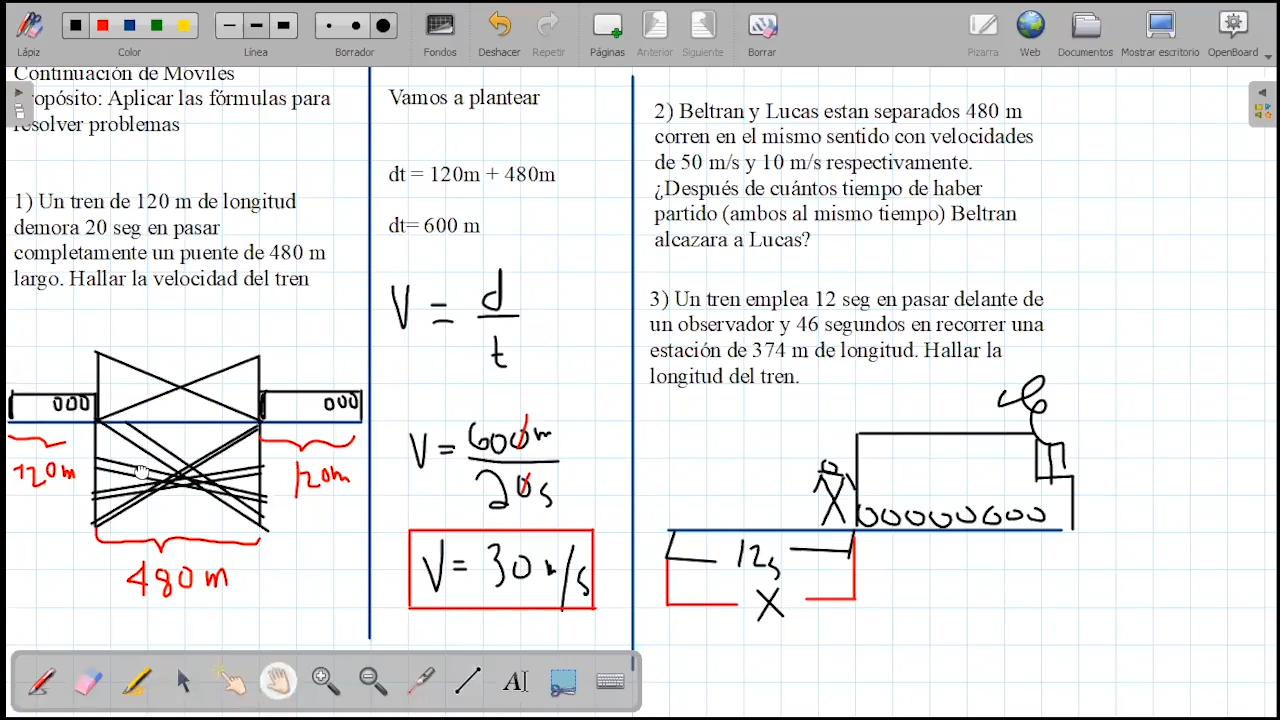 Lápiz
Color
Línea
Borrador
Fondos
Deshacer
Repetir
Páginas
Anterior
Siguiente
Borrar
Pizarra
Web
Documentos
Mostrar escritorio
OpenBoard
Continuación de Moviles
Propósito: Aplicar las fórmulas para
resolver problemas
1) Un tren de 120 m de longitud
demora 20 seg en pasar
completamente un puente de 480 m
largo. Hallar la velocidad del tren
000
000
120m
120m
480 m
Vamos a plantear
dt = 120m + 480m
dt= 600 m
V = d
t
V = 600m
20s
V = 30 m/s
2) Beltran y Lucas estan separados 480 m
corren en el mismo sentido con velocidades
de 50 m/s y 10 m/s respectivamente.
¿Después de cuántos tiempo de haber
partido (ambos al mismo tiempo) Beltran
alcazara a Lucas?
3) Un tren emplea 12 seg en pasar delante de
un observador y 46 segundos en recorrer una
estación de 374 m de longitud. Hallar la
longitud del tren.
12s
X